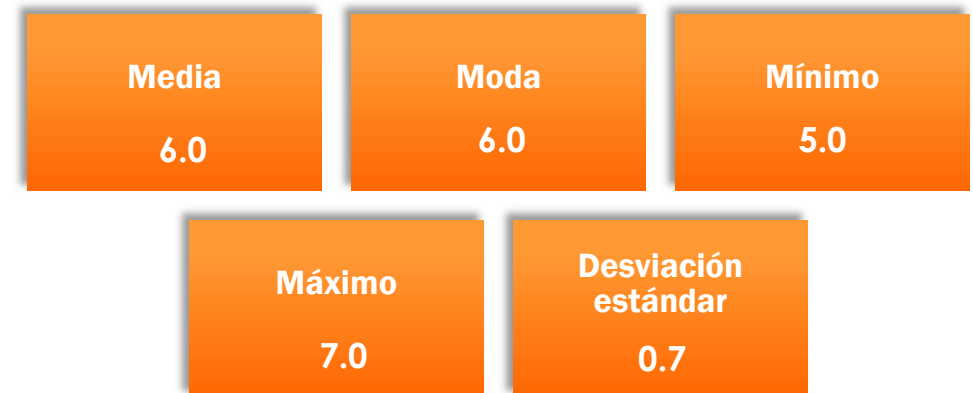 Media
6.0
Moda
6.0
Mínimo
5.0
Máximo
7.0
Desviación
estándar
0.7